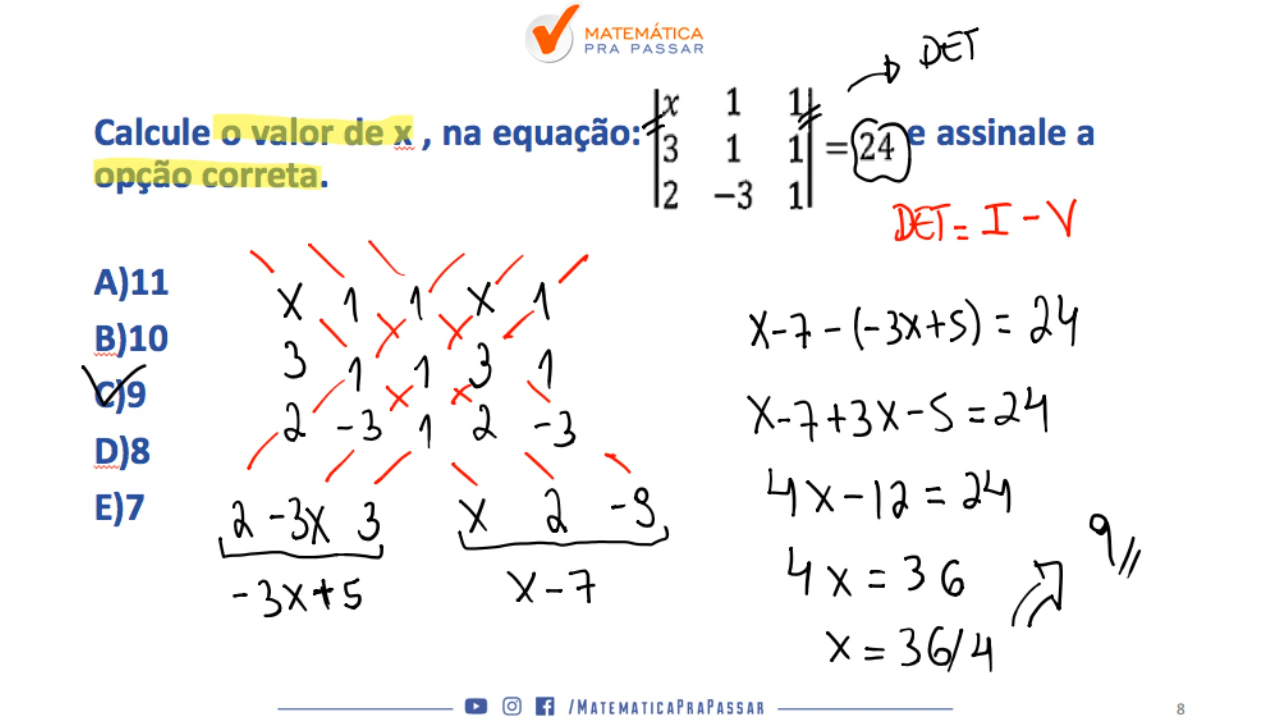 MATEMÁTICA
PRA PASSAR
DET
Calcule o valor de x , na equação:
|x 1 1|
|3 1 1| = 24 e assinale a
|2 −3 1|
opção correta.
DET = I - V
A)11
B)10
C)9
D)8
E)7
x 1 1 x 1
3 1 1 3 1
2 -3 1 2 -3
2 -3x 3 x 2 -9
-3x+5 x-7
x-7-(-3x+5) = 24
x-7+3x-5=24
4x-12=24
4x=36
x=36/4
9//
/MatematicaPraPassar
8